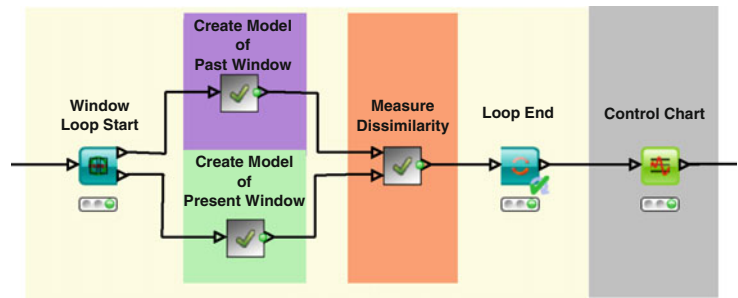 Create Model
of
Past Window
Window
Loop Start
Measure
Dissimilarity
Loop End
Control Chart
Create Model
of
Present Window